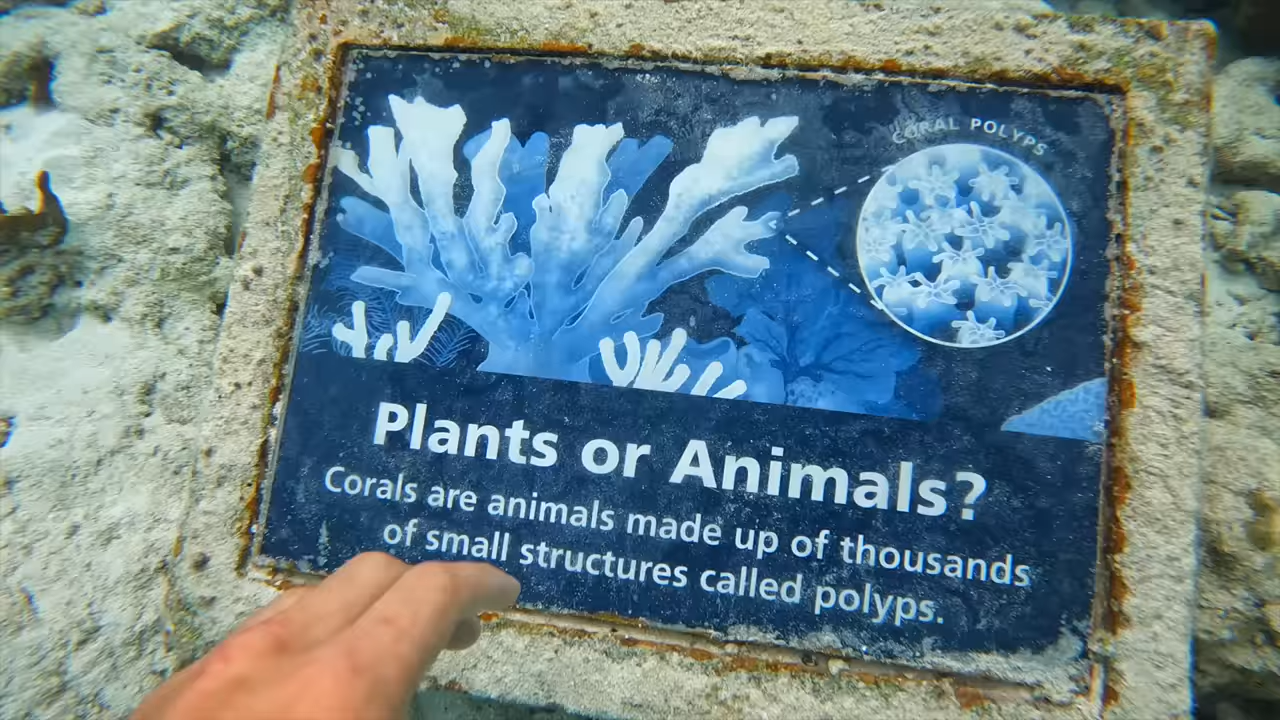 CORAL POLYPS
Plants or Animals?
Corals are animals made up of thousands
of small structures called polyps.